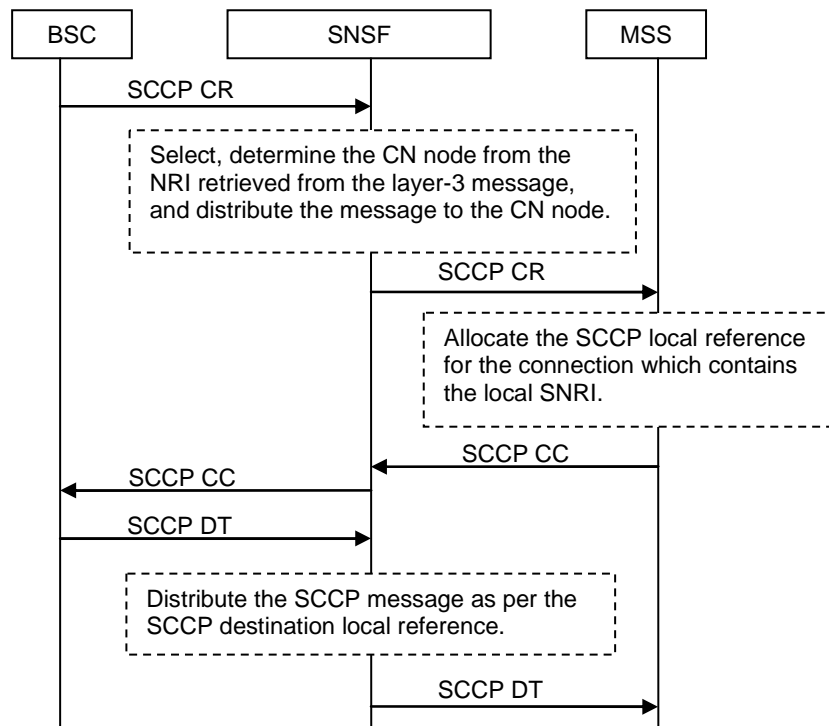 BSC
SNSF
MSS
SCCP CR
Select, determine the CN node from the
NRI retrieved from the layer-3 message,
and distribute the message to the CN node.
SCCP CR
Allocate the SCCP local reference
for the connection which contains
the local SNRI.
SCCP CC
SCCP CC
SCCP DT
Distribute the SCCP message as per the
SCCP destination local reference.
SCCP DT